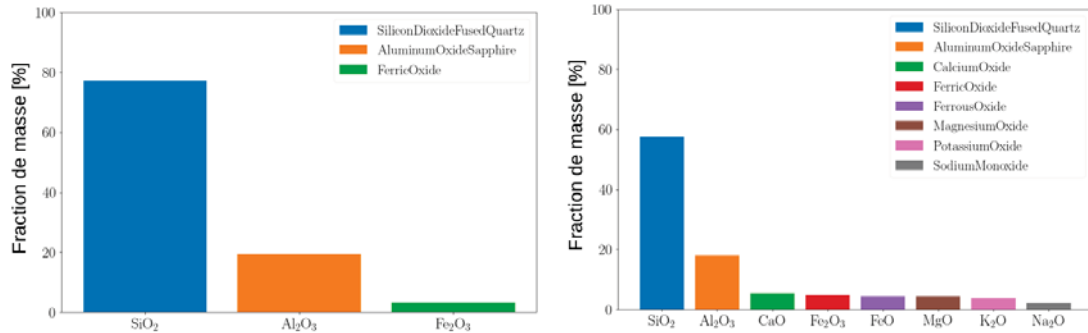 Fraction de masse [%]
100
80
60
40
20
0
SiO₂
Al₂O₃
Fe₂O₃
SiliconDioxideFusedQuartz
AluminumOxideSapphire
FerricOxide
Fraction de masse [%]
100
80
60
40
20
0
SiO₂
Al₂O₃
CaO
Fe₂O₃
FeO
MgO
K₂O
Na₂O
SiliconDioxideFusedQuartz
AluminumOxideSapphire
CalciumOxide
FerricOxide
FerrousOxide
MagnesiumOxide
PotassiumOxide
SodiumMonoxide